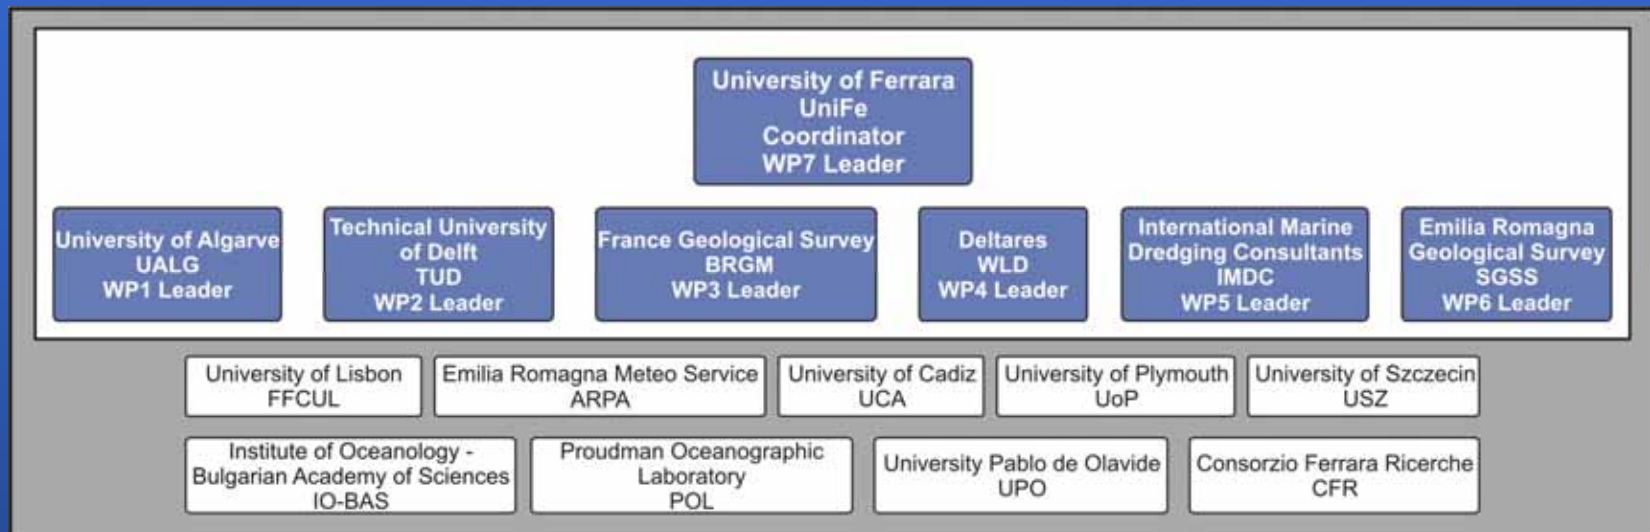 University of Ferrara
UniFe
Coordinator
WP7 Leader
University of Algarve
UALG
WP1 Leader
Technical University
of Delft
TUD
WP2 Leader
France Geological Survey
BRGM
WP3 Leader
Deltares
WLD
WP4 Leader
International Marine
Dredging Consultants
IMDC
WP5 Leader
Emilia Romagna
Geological Survey
SGSS
WP6 Leader
University of Lisbon
FFCUL
Emilia Romagna Meteo Service
ARPA
University of Cadiz
UCA
University of Plymouth
UoP
University of Szczecin
USZ
Institute of Oceanology -
Bulgarian Academy of Sciences
IO-BAS
Proudman Oceanographic
Laboratory
POL
University Pablo de Olavide
UPO
Consorzio Ferrara Ricerche
CFR